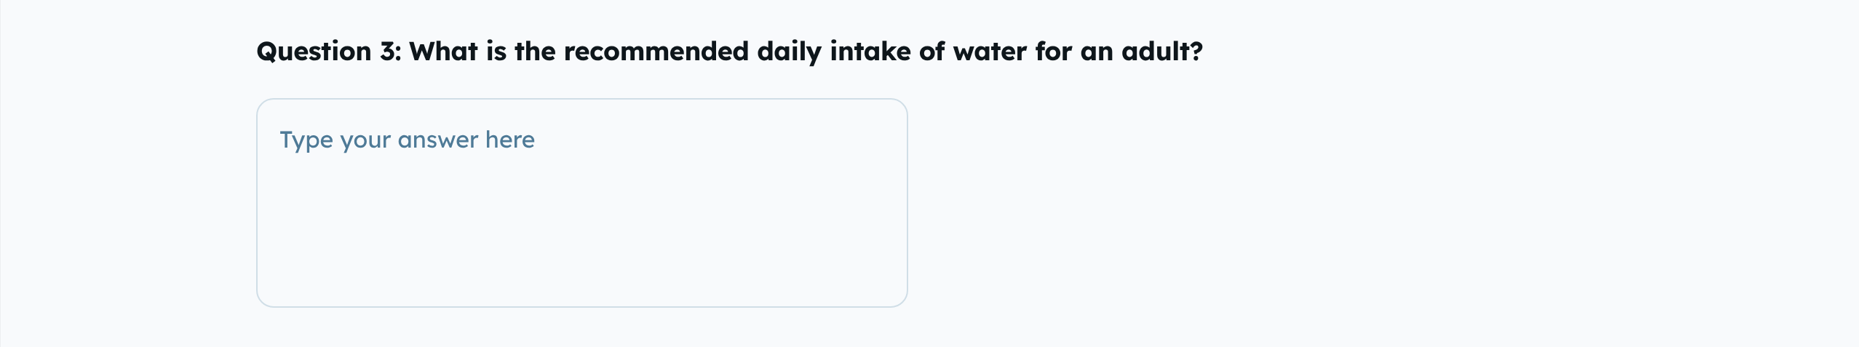 Question 3: What is the recommended daily intake of water for an adult?
Type your answer here